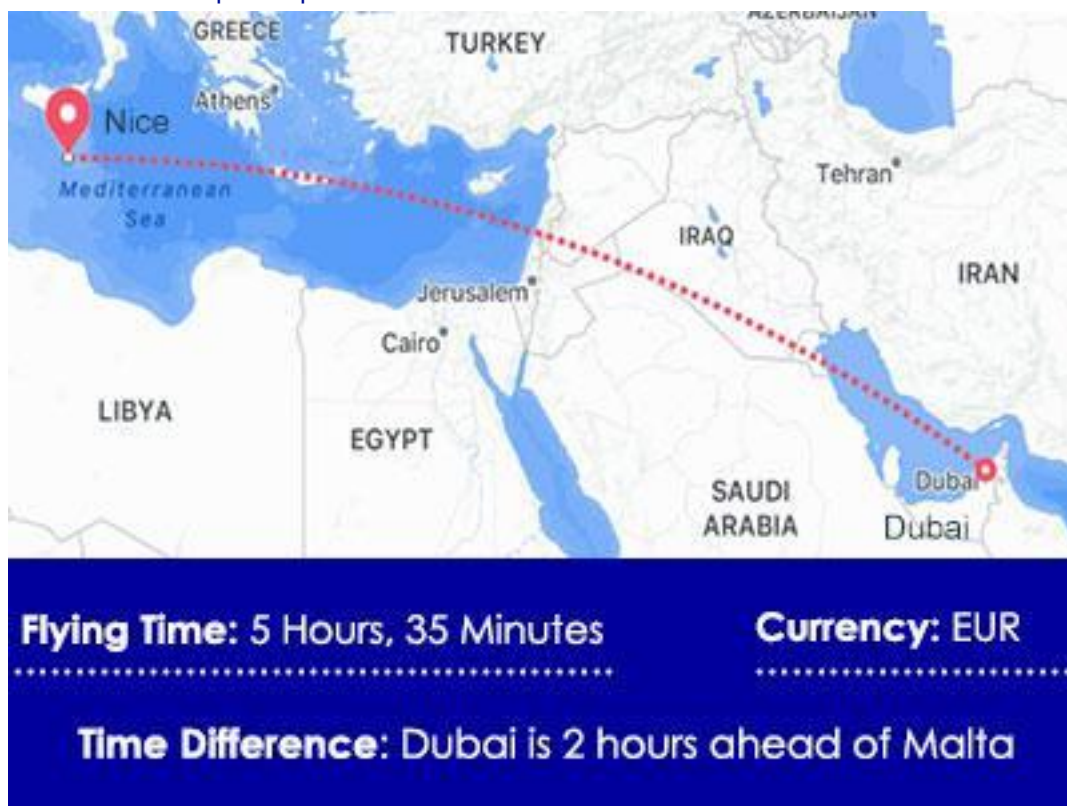 AZERBAIJAN
GREECE
TURKEY
Athens
Nice
Tehran
Mediterranean
Sea
IRAQ
IRAN
Jerusalem
Cairo
LIBYA
EGYPT
Dubai
SAUDI
ARABIA
Dubai
Flying Time: 5 Hours, 35 Minutes
Currency: EUR
Time Difference: Dubai is 2 hours ahead of Malta